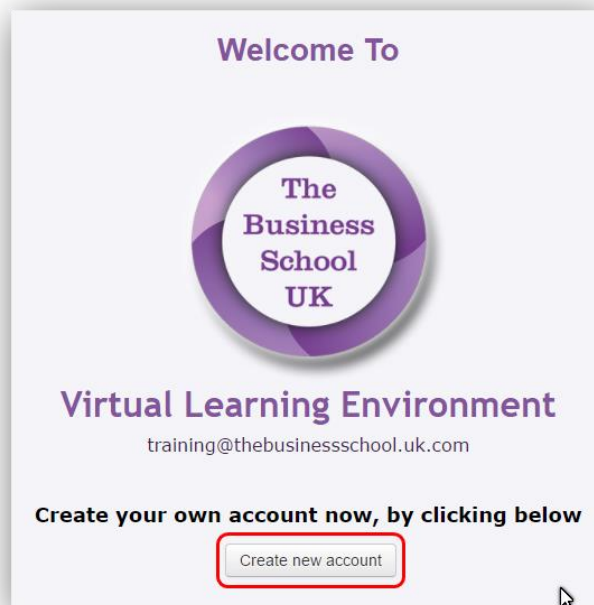 Welcome To
The
Business
School
UK
Virtual Learning Environment
training@thebusinessschool.uk.com
Create your own account now, by clicking below
Create new account